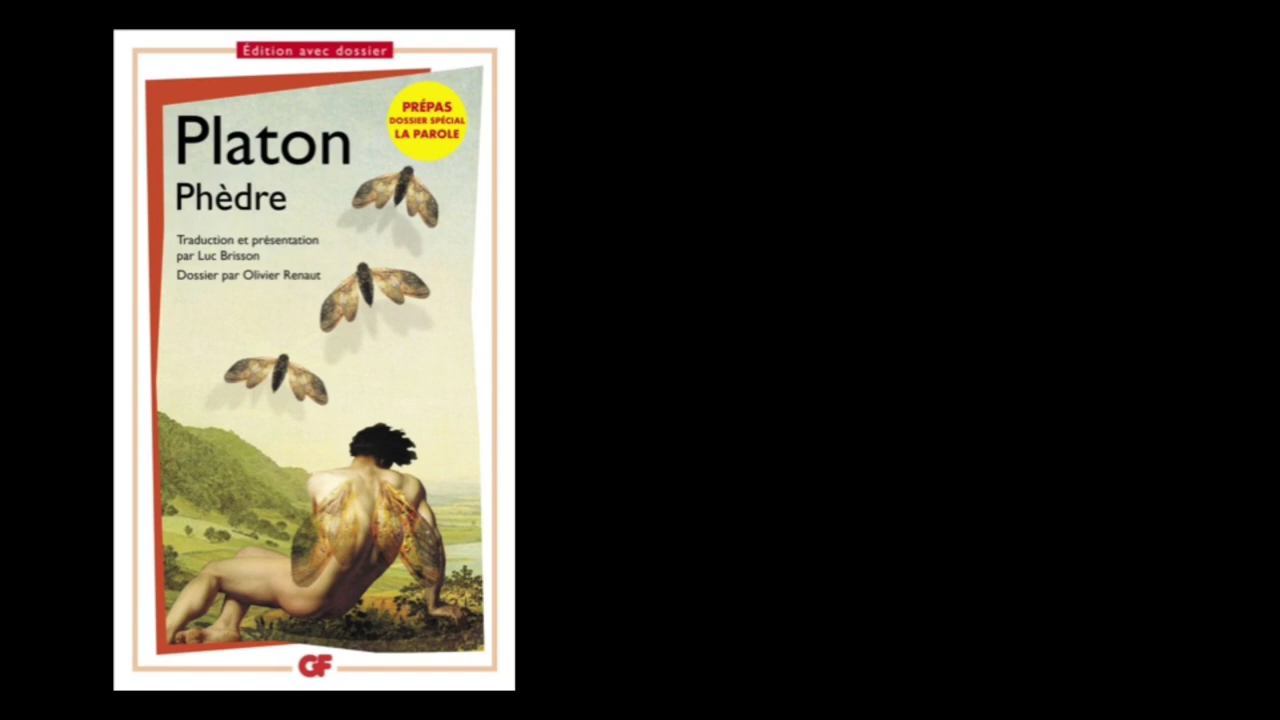 Édition avec dossier
PRÉPAS
DOSSIER SPÉCIAL
LA PAROLE
Platon
Phèdre
Traduction et présentation
par Luc Brisson
Dossier par Olivier Renaut
GF